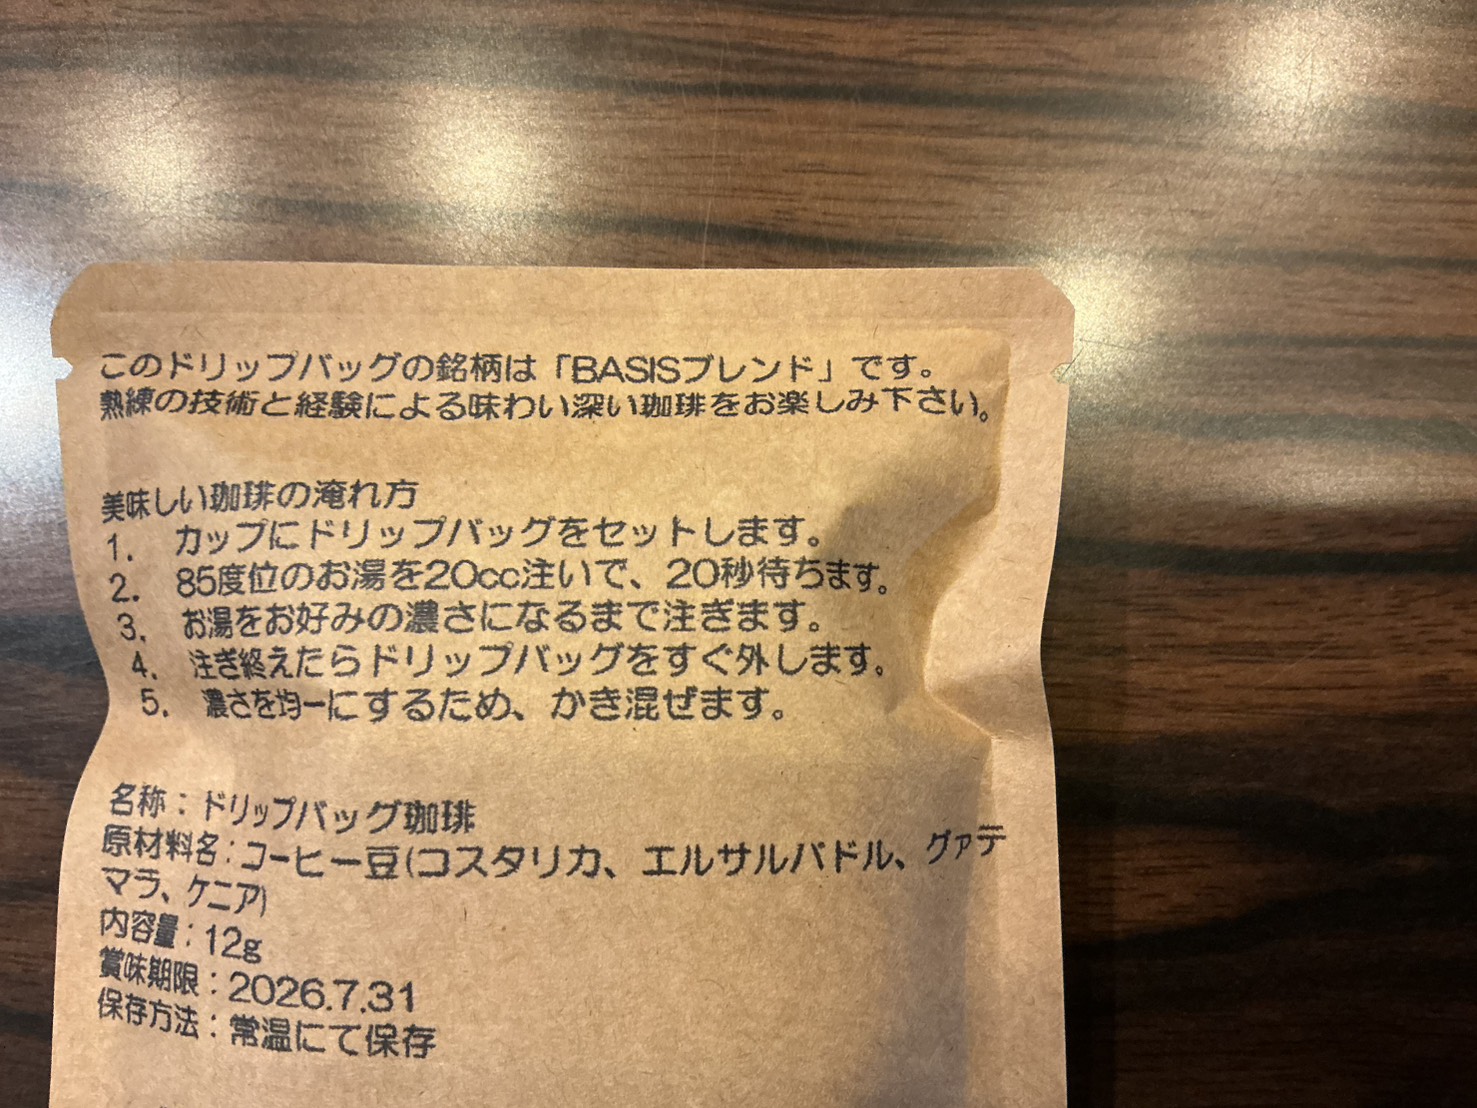 このドリップバッグの銘柄は「BASISブレンド」です。
熟練の技術と経験による味わい深い珈琲をお楽しみ下さい。
美味しい珈琲の淹れ方
1. カップにドリップバッグをセットします。
2. 85度位のお湯を20cc注いで、20秒待ちます。
3. お湯をお好みの濃さになるまで注ぎます。
4. 注ぎ終えたらドリップバッグをすぐ外します。
5. 濃さを均一にするため、かき混ぜます。
名称：ドリップバッグ珈琲
原材料名：コーヒー豆(コスタリカ、エルサルバドル、グァテ
マラ、ケニア)
内容量：12g
賞味期限：2026.7.31
保存方法：常温にて保存